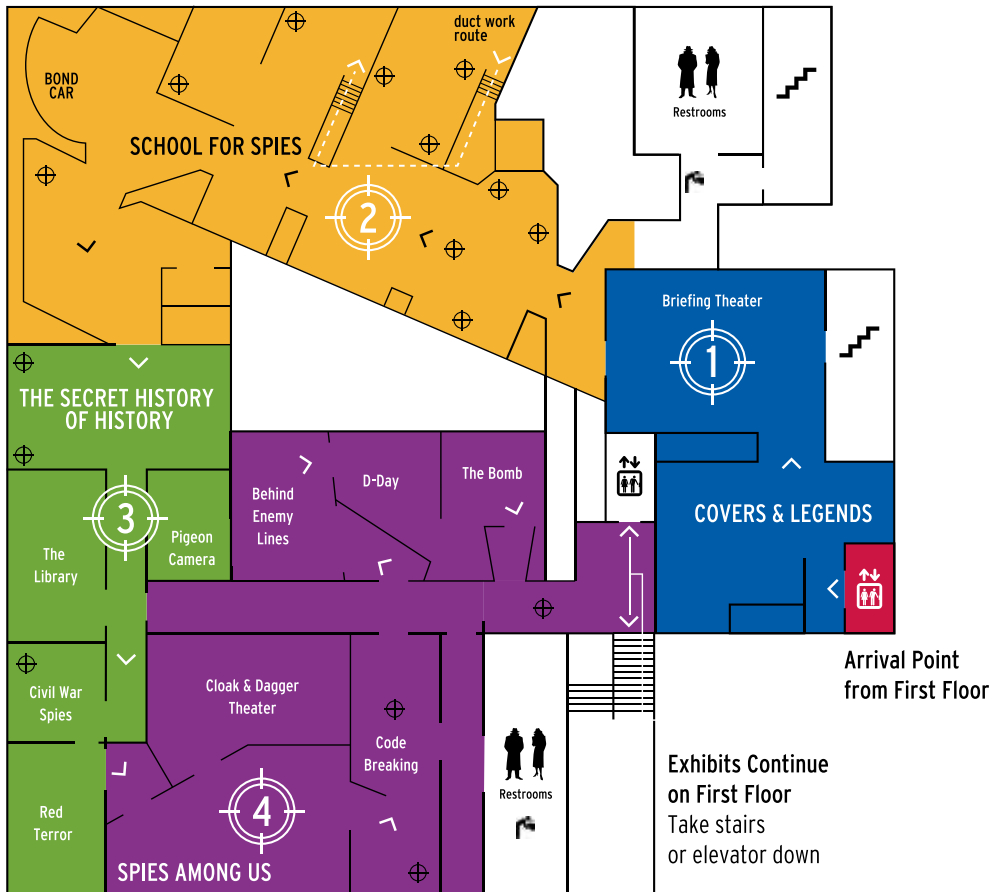 duct work
route
BOND
CAR
Restrooms
SCHOOL FOR SPIES
2
Briefing Theater
1
THE SECRET HISTORY
OF HISTORY
D-Day
The Bomb
Behind
Enemy
Lines
3
COVERS & LEGENDS
The
Library
Pigeon
Camera
Arrival Point
from First Floor
Civil War
Spies
Cloak & Dagger
Theater
Code
Breaking
Restrooms
Exhibits Continue
on First Floor
Take stairs
or elevator down
Red
Terror
4
SPIES AMONG US